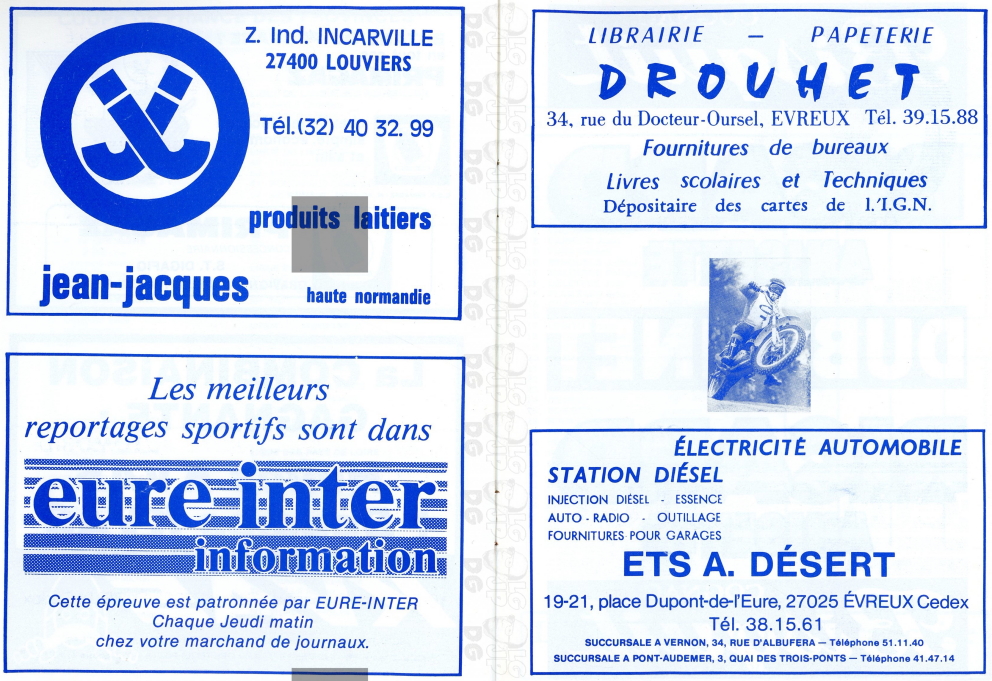 Z. Ind. INCARVILLE
27400 LOUVIERS
Tél.(32) 40 32. 99
produits laitiers
jean-jacques
haute normandie
Les meilleurs
reportages sportifs sont dans
eure inter
information
Cette épreuve est patronnée par EURE-INTER
Chaque Jeudi matin
chez votre marchand de journaux.
LIBRAIRIE — PAPETERIE
DROUHET
34, rue du Docteur-Oursel, EVREUX Tél. 39.15.88
Fournitures de bureaux
Livres scolaires et Techniques
Dépositaire des cartes de l.'I.G.N.
ÉLECTRICITÉ AUTOMOBILE
STATION DIÉSEL
INJECTION DIÉSEL - ESSENCE
AUTO - RADIO - OUTILLAGE
FOURNITURES POUR GARAGES
ETS A. DÉSERT
19-21, place Dupont-de-l'Eure, 27025 ÉVREUX Cedex
Tél. 38.15.61
SUCCURSALE A VERNON, 34, RUE D'ALBUFERA — Téléphone 51.11.40
SUCCURSALE A PONT-AUDEMER, 3, QUAI DES TROIS-PONTS — Téléphone 41.47.14